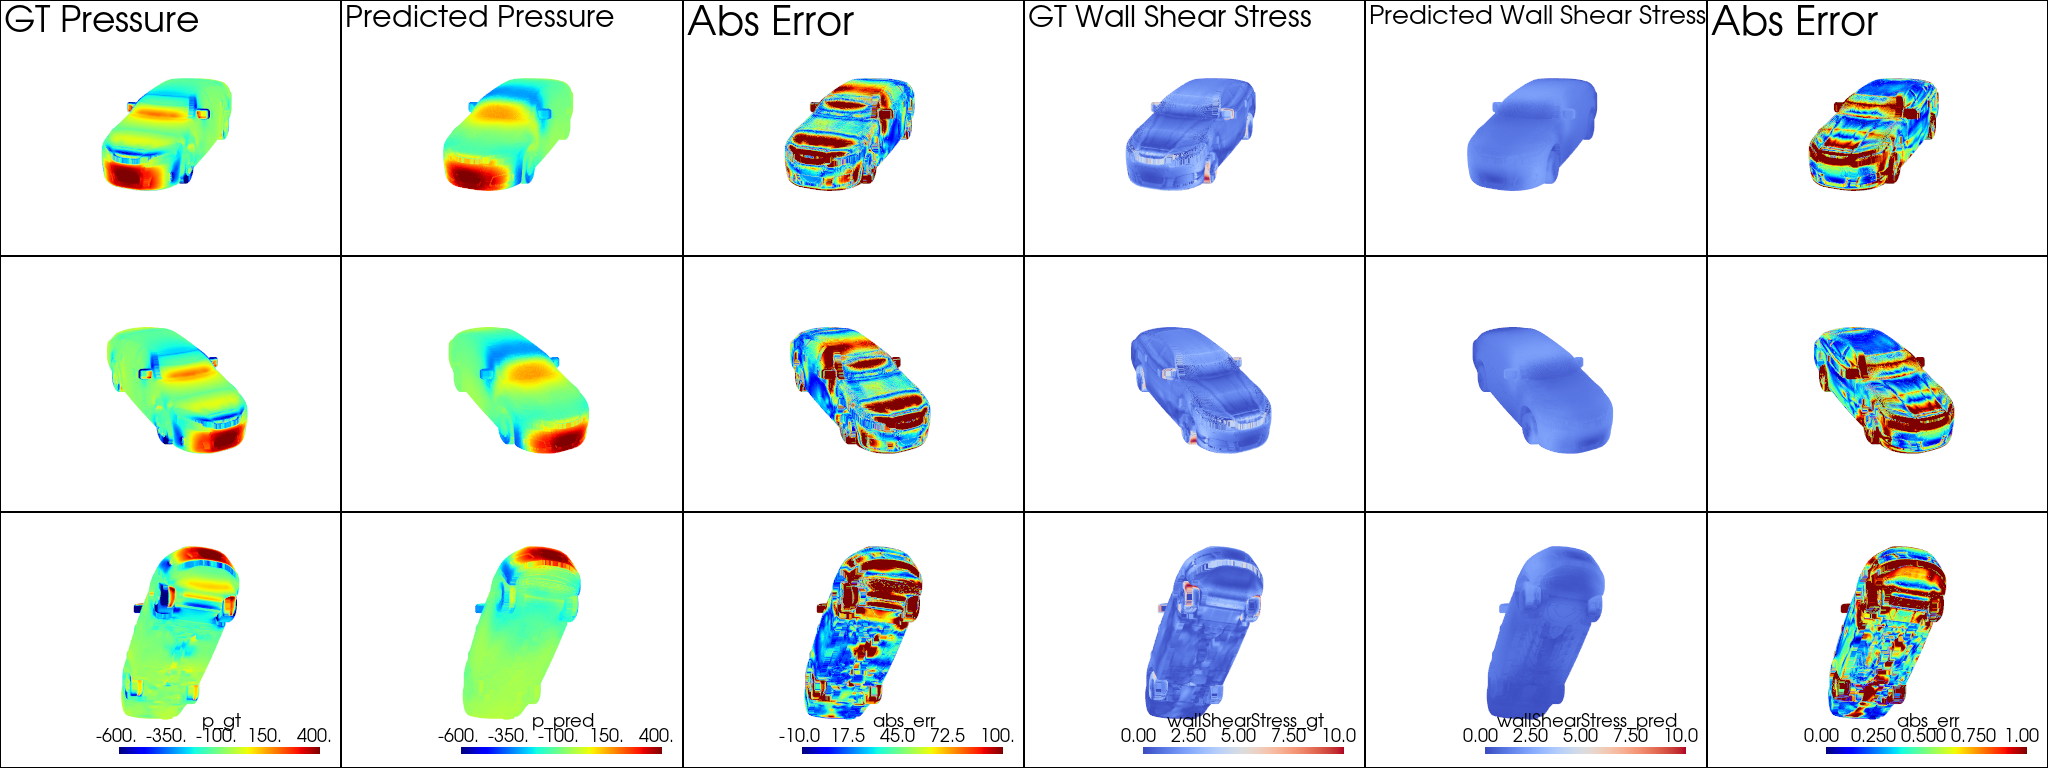 GT Pressure
Predicted Pressure
Abs Error
GT Wall Shear Stress
Predicted Wall Shear Stress
Abs Error
p_gt
-600. -350. -100. 150. 400.
p_pred
-600. -350. -100. 150. 400.
abs_err
-10.0 17.5 45.0 72.5 100.
wallShearStress_gt
0.00 2.50 5.00 7.50 10.0
wallShearStress_pred
0.00 2.50 5.00 7.50 10.0
abs_err
0.00 0.250 0.500 0.750 1.00